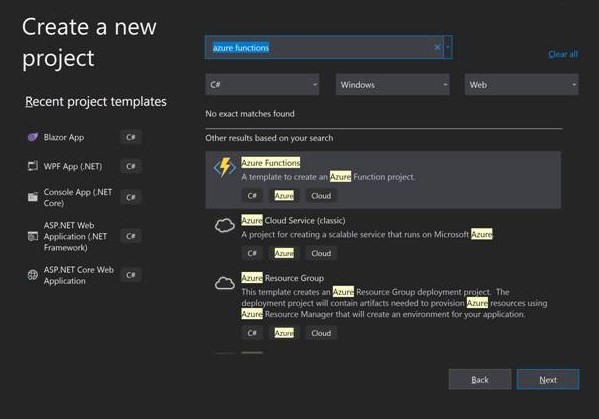 Create a new
project
Recent project templates
Blazor App
C#
WPF App (.NET)
C#
Console App (.NET
Core)
C#
ASP.NET Web
Application (.NET
Framework)
C#
ASP.NET Core Web
Application
C#
azure functions
Clear all
C#
Windows
Web
No exact matches found
Other results based on your search
Azure Functions
A template to create an Azure Function project.
C# Azure Cloud
Azure Cloud Service (classic)
A project for creating a scalable service that runs on Microsoft Azure
C# Azure Cloud
Azure Resource Group
This template creates an Azure Resource Group deployment project. The
deployment project will contain artifacts needed to provision Azure resources using
Azure Resource Manager that will create an environment for your application.
C# Azure Cloud
Back
Next